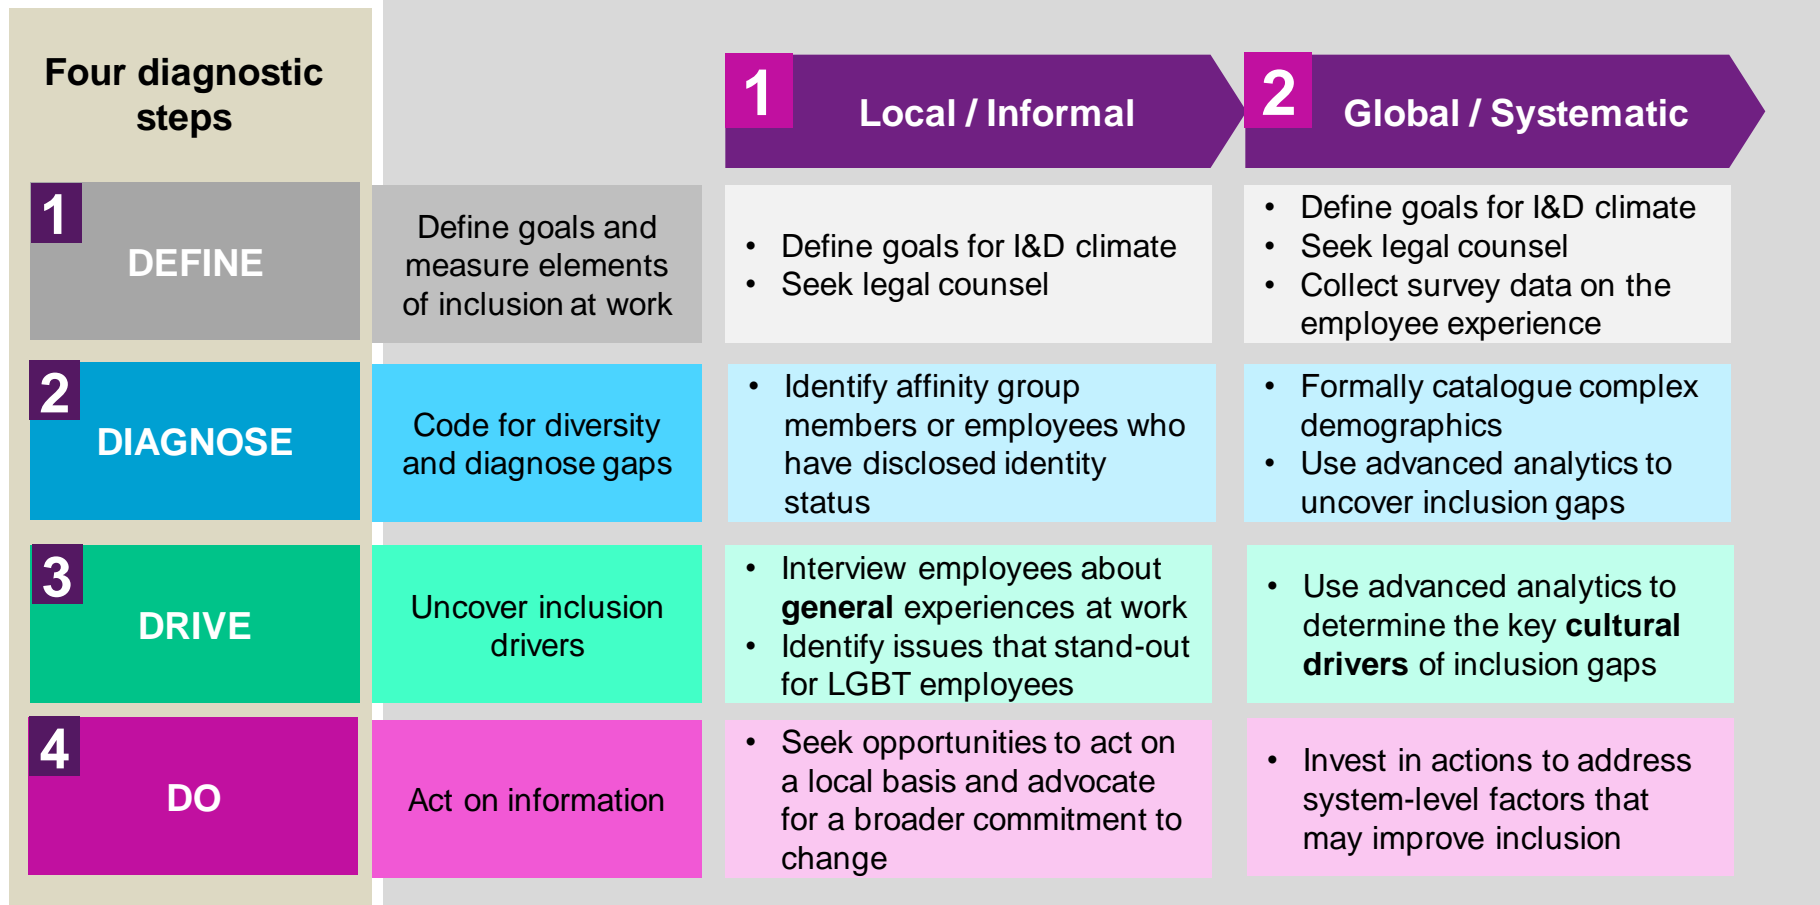 Four diagnostic
steps
1
Local / Informal
2
Global / Systematic
1
DEFINE
Define goals and
measure elements
of inclusion at work
• Define goals for I&D climate
• Seek legal counsel
• Define goals for I&D climate
• Seek legal counsel
• Collect survey data on the
employee experience
2
DIAGNOSE
Code for diversity
and diagnose gaps
• Identify affinity group
members or employees who
have disclosed identity
status
• Formally catalogue complex
demographics
• Use advanced analytics to
uncover inclusion gaps
3
DRIVE
Uncover inclusion
drivers
• Interview employees about
general experiences at work
• Identify issues that stand-out
for LGBT employees
• Use advanced analytics to
determine the key cultural
drivers of inclusion gaps
4
DO
Act on information
• Seek opportunities to act on
a local basis and advocate
for a broader commitment to
change
• Invest in actions to address
system-level factors that
may improve inclusion